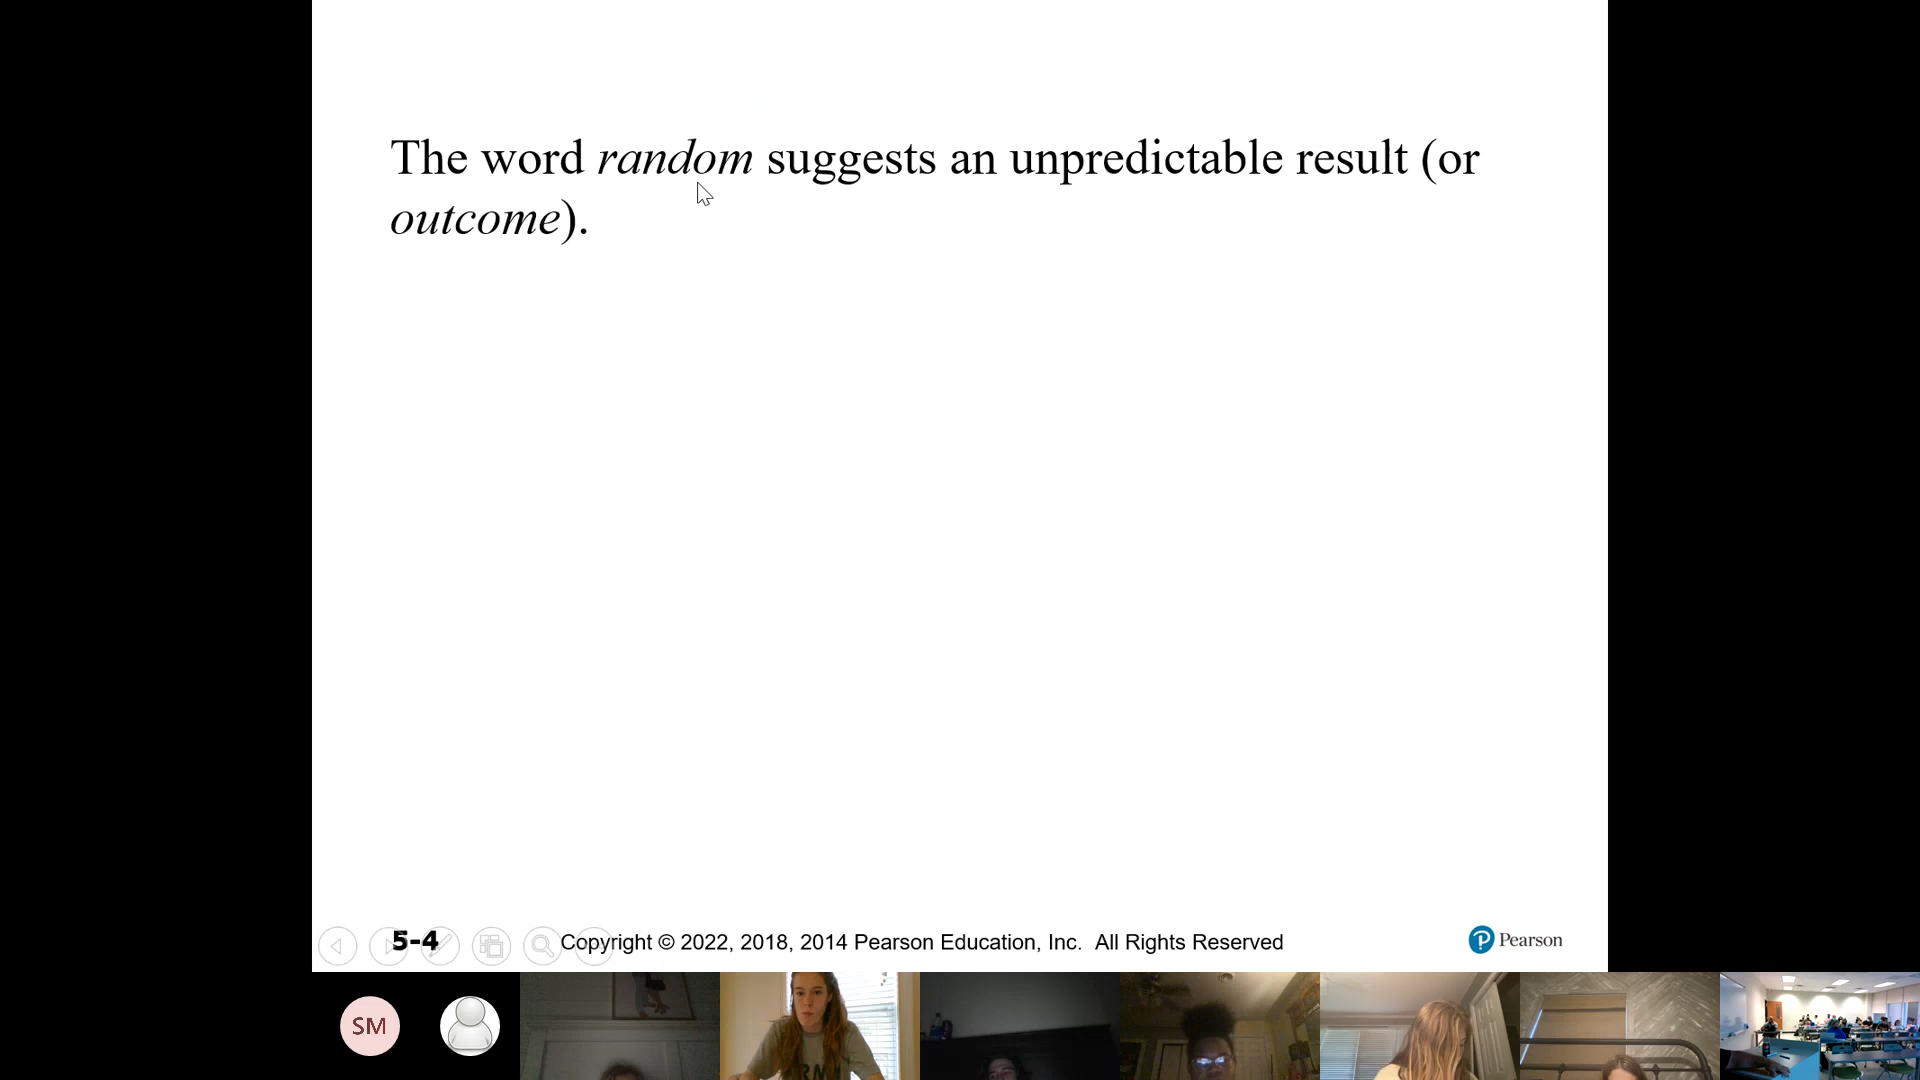 The word random suggests an unpredictable result (or
outcome).
5-4
Copyright © 2022, 2018, 2014 Pearson Education, Inc. All Rights Reserved
Pearson
SM